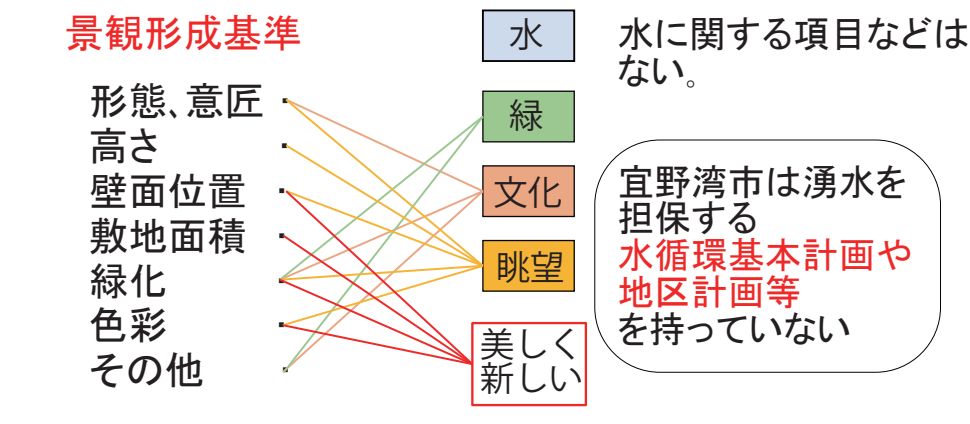 景観形成基準
形態、意匠
高さ
壁面位置
敷地面積
緑化
色彩
その他
水
緑
文化
眺望
美しく
新しい
水に関する項目などは
ない。
宜野湾市は湧水を
担保する
水循環基本計画や
地区計画等
を持っていない